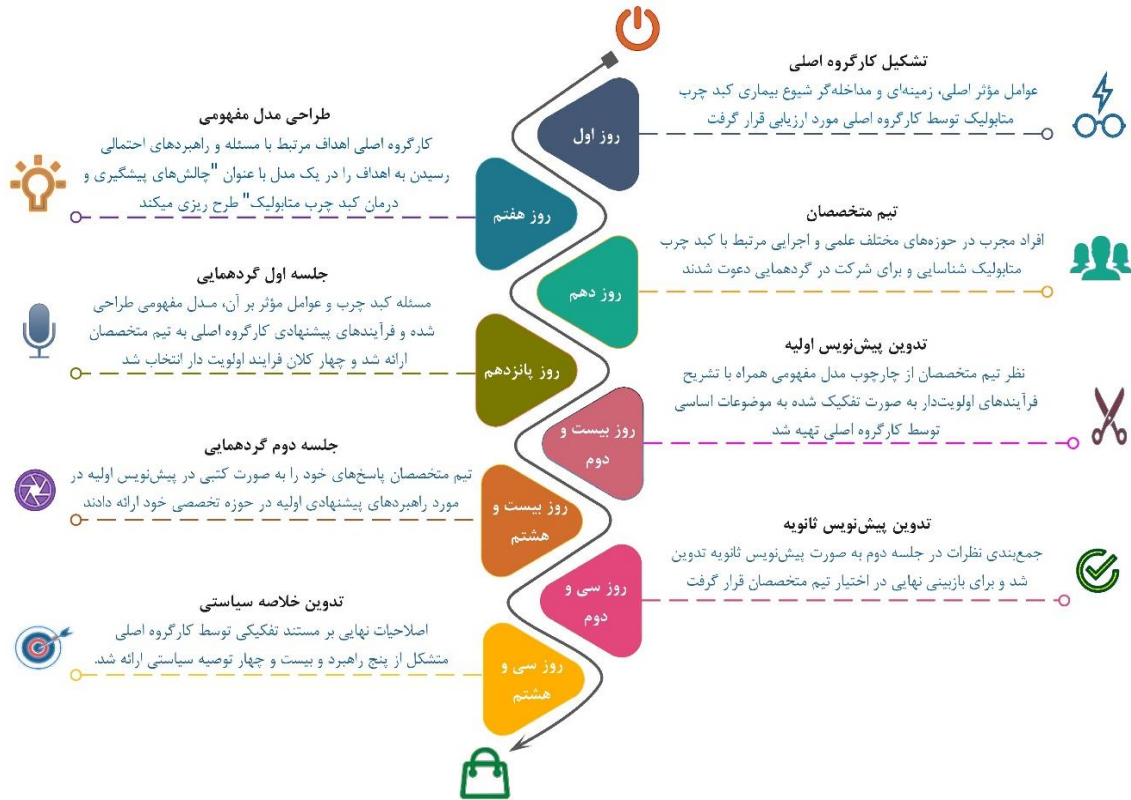 تشکیل کارگروه اصلی
عوامل مؤثر اصلی، زمینه‌ای و مداخله‌گر شیوع بیماری کبد چرب
متابولیک توسط کارگروه اصلی مورد ارزیابی قرار گرفت
روز اول
طراحی مدل مفهومی
کارگروه اصلی اهداف مرتبط با مسئله و راهبردهای احتمالی
رسیدن به اهداف را در یک مدل با عنوان "چالش‌های پیشگیری و
درمان کبد چرب متابولیک" طرح ریزی میکند
روز هفتم
تیم متخصصان
افراد مجرب در حوزه‌های مختلف علمی و اجرایی مرتبط با کبد چرب
متابولیک شناسایی و برای شرکت در گردهمایی دعوت شدند
روز دهم
جلسه اول گردهمایی
مسئله کبد چرب و عوامل مؤثر بر آن، مـدل مفهومی طراحی
شده و فرآیندهای پیشنهادی کارگروه اصلی به تیم متخصصان
ارائه شد و چهار کلان فرایند اولویت دار انتخاب شد
روز پانزدهم
تدوین پیش‌نویس اولیه
نظر تیم متخصصان از چارچوب مدل مفهومی همراه با تشریح
فرآیندهای اولویت‌دار به صورت تفکیک شده به موضوعات اساسی
توسط کارگروه اصلی تهیه شد
روز بیست و
دوم
جلسه دوم گردهمایی
تیم متخصصان پاسخ‌های خود را به صورت کتبی در پیش‌نویس اولیه در
مورد راهبردهای پیشنهادی اولیه در حوزه تخصصی خود ارائه دادند
روز بیست و
هشتم
تدوین پیش‌نویس ثانویه
جمع‌بندی نظرات در جلسه دوم به صورت پیش‌نویس ثانویه تدوین
شد و برای بازبینی نهایی در اختیار تیم متخصصان قرار گرفت
روز سی و
دوم
تدوین خلاصه سیاستی
اصلاحیات نهایی بر مستند تفکیکی توسط کارگروه اصلی
متشکل از پنج راهبرد و بیست و چهار توصیه سیاستی ارائه شد.
روز سی و
هشتم